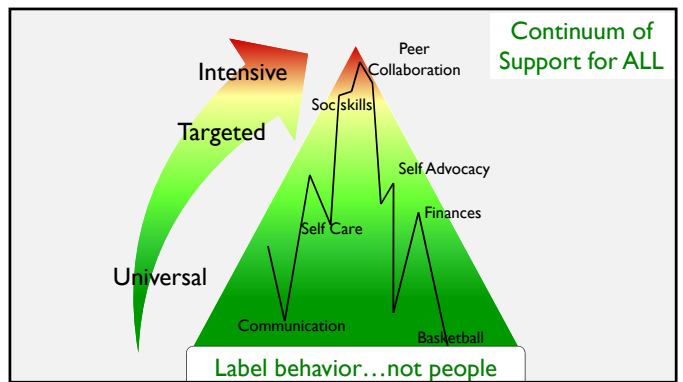 Continuum of
Support for ALL
Peer
Collaboration
Intensive
Soc skills
Targeted
Self Advocacy
Finances
Self Care
Universal
Communication
Basketball
Label behavior…not people